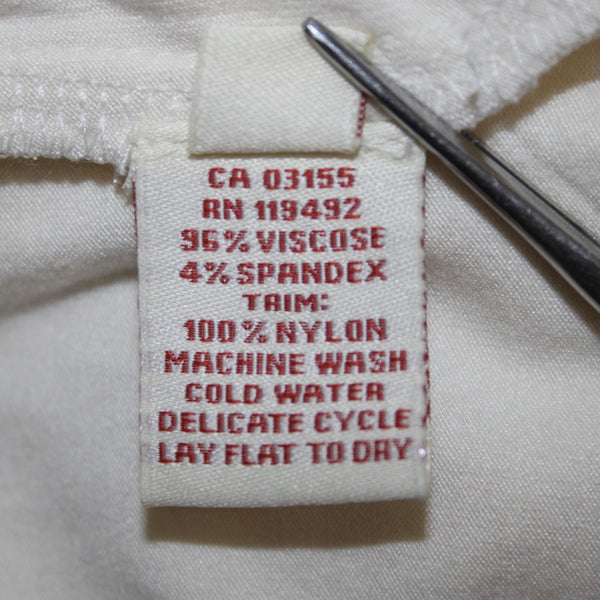 CA 03155
RN 119492
96% VISCOSE
4% SPANDEX
TRIM:
100% NYLON
MACHINE WASH
COLD WATER
DELICATE CYCLE
LAY FLAT TO DRY